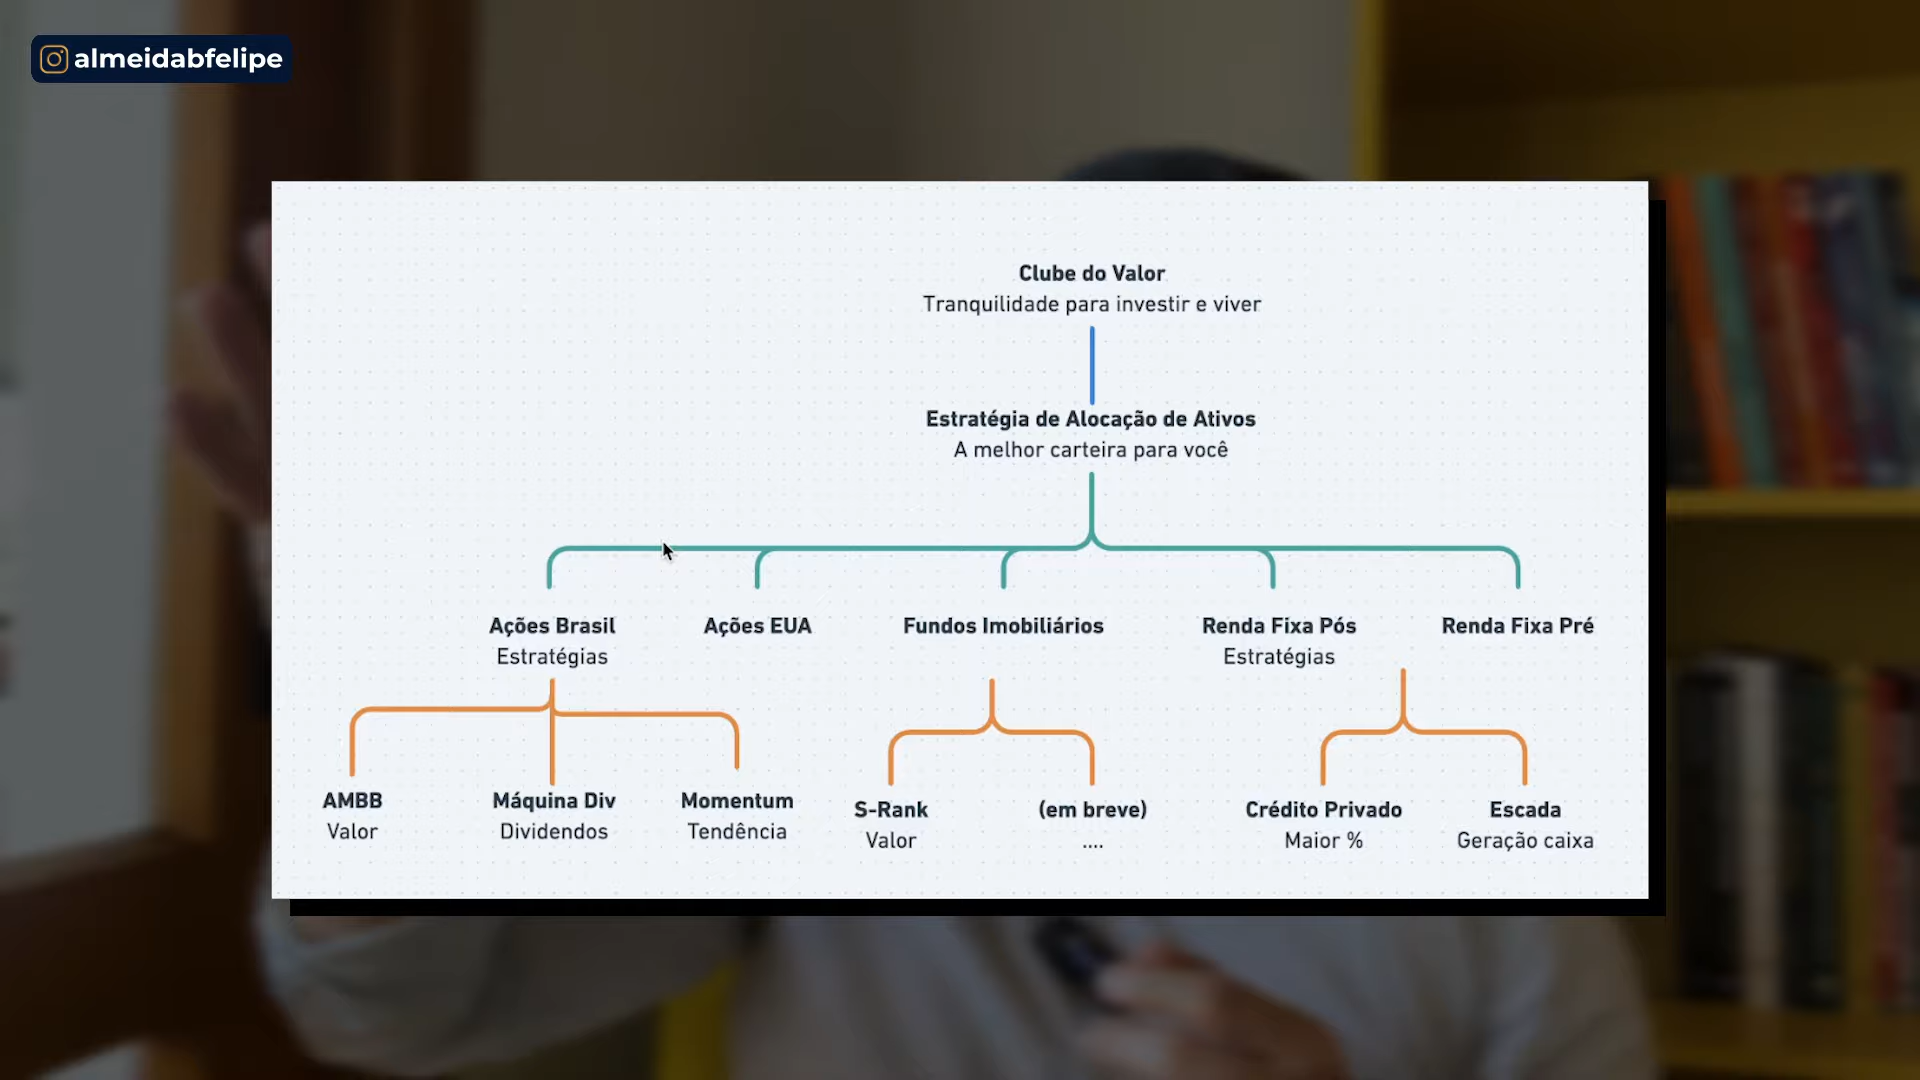 almeidabfelipe
Clube do Valor
Tranquilidade para investir e viver
Estratégia de Alocação de Ativos
A melhor carteira para você
Ações Brasil
Estratégias
Ações EUA
Fundos Imobiliários
Renda Fixa Pós
Estratégias
Renda Fixa Pré
AMBB
Valor
Máquina Div
Dividendos
Momentum
Tendência
S-Rank
Valor
(em breve)
....
Crédito Privado
Maior %
Escada
Geração caixa